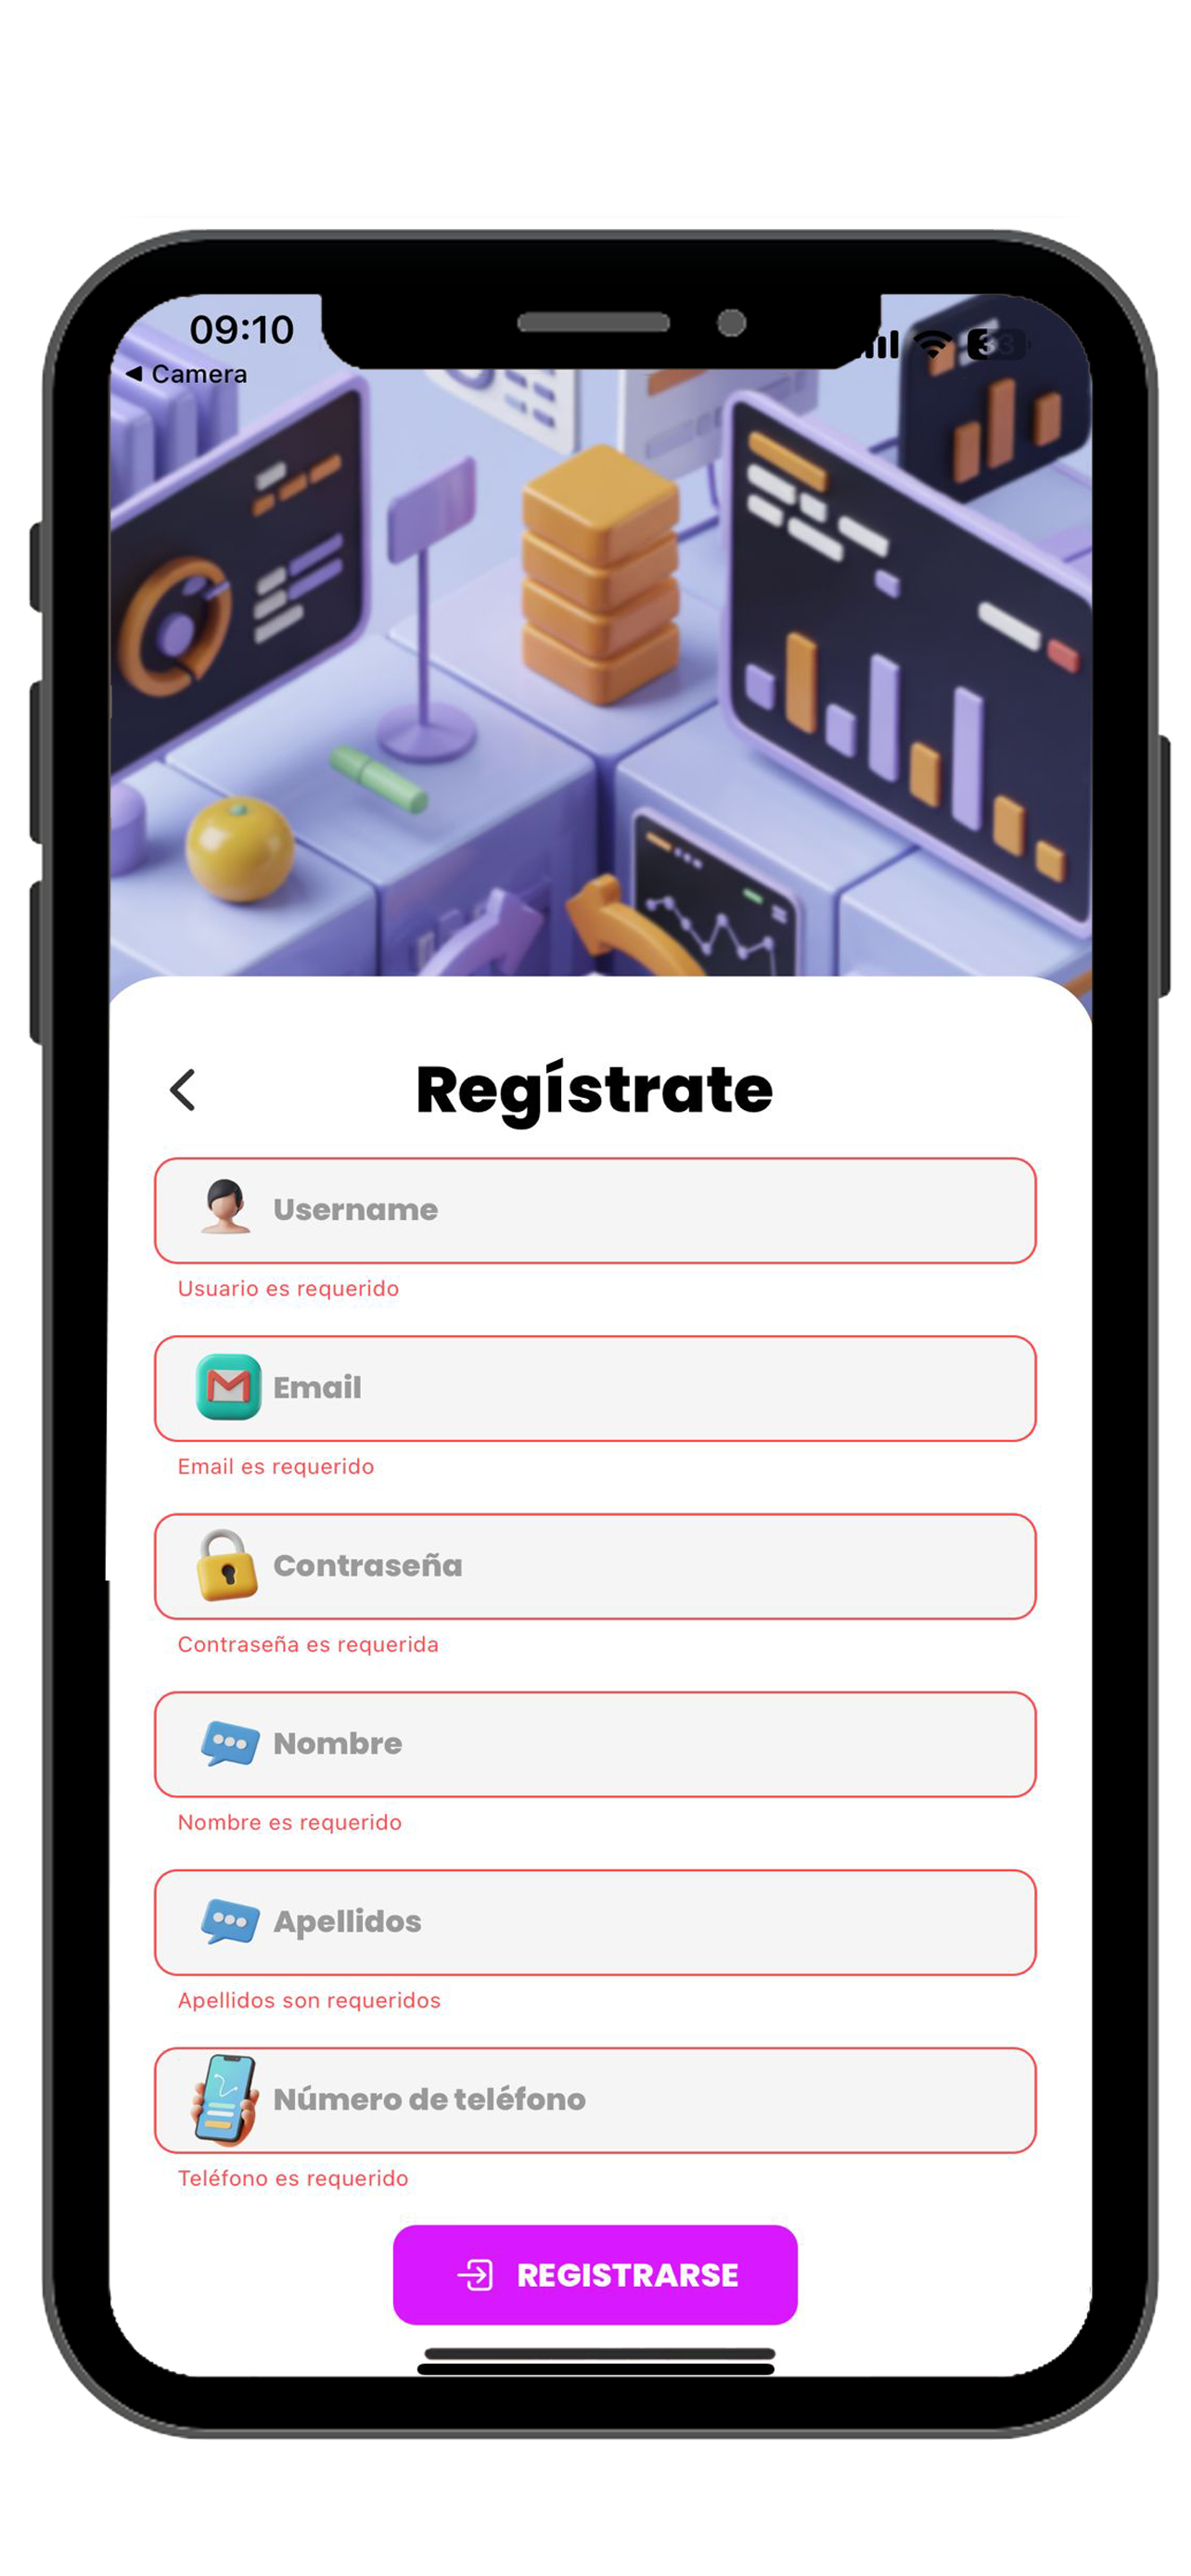 09:10
◀ Camera
33
Regístrate
Username
Usuario es requerido
Email
Email es requerido
Contraseña
Contraseña es requerida
Nombre
Nombre es requerido
Apellidos
Apellidos son requeridos
Número de teléfono
Teléfono es requerido
REGISTRARSE